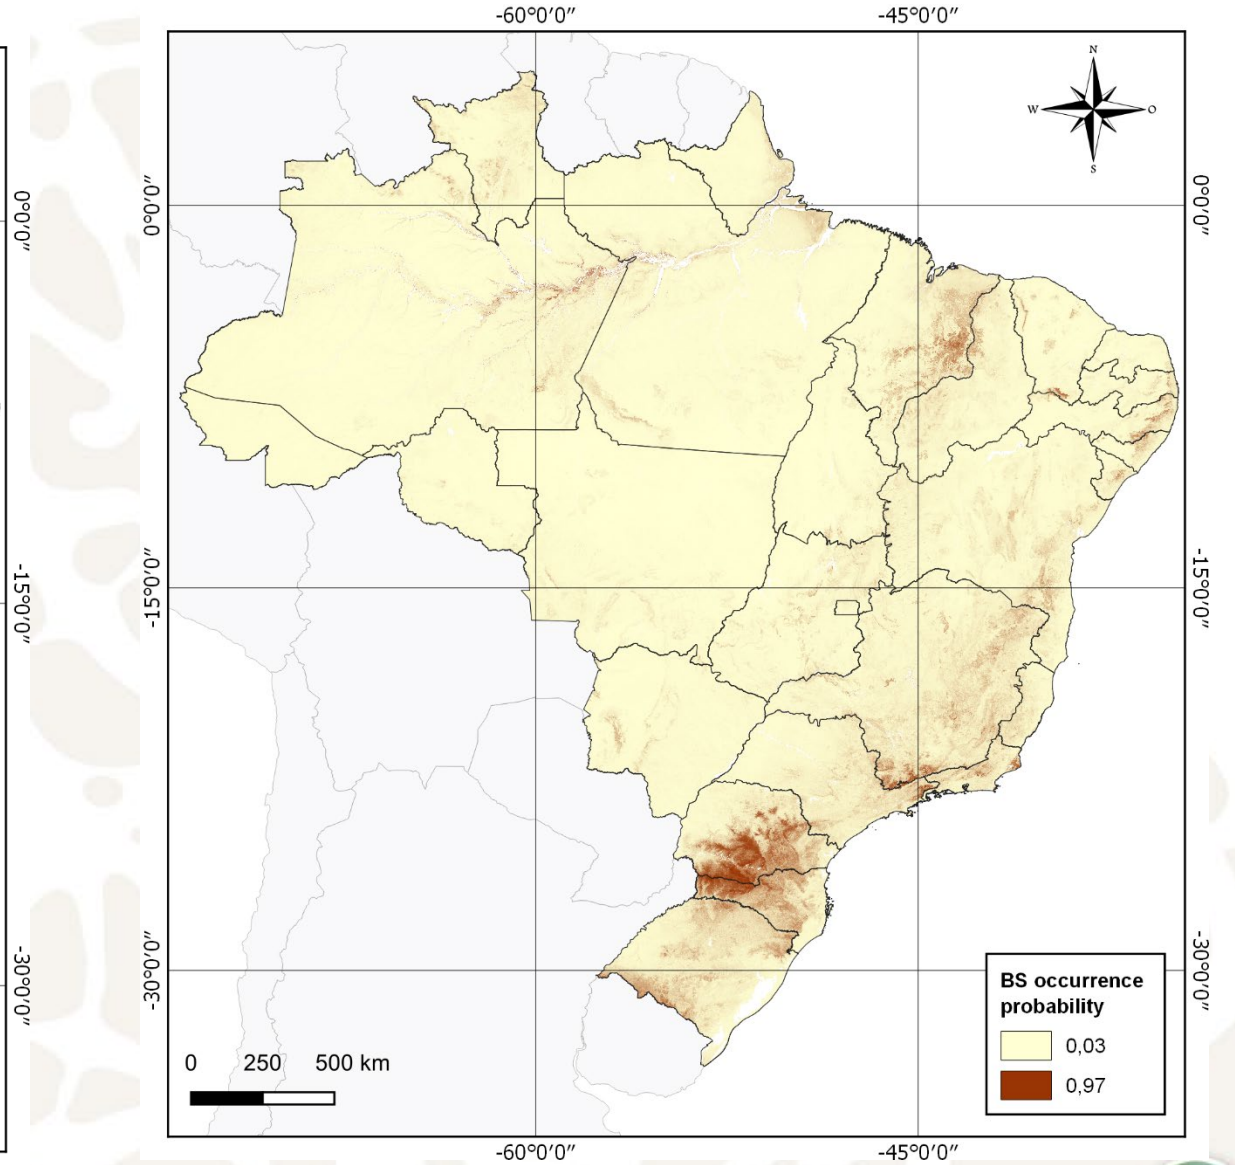 -60°0′0″
-45°0′0″
N
W
O
S
0°0′0″
0°0′0″
0°0′0″
-15°0′0″
-15°0′0″
-15°0′0″
-30°0′0″
-30°0′0″
-30°0′0″
BS occurrence
probability
0,03
0,97
0 250 500 km
-60°0′0″
-45°0′0″